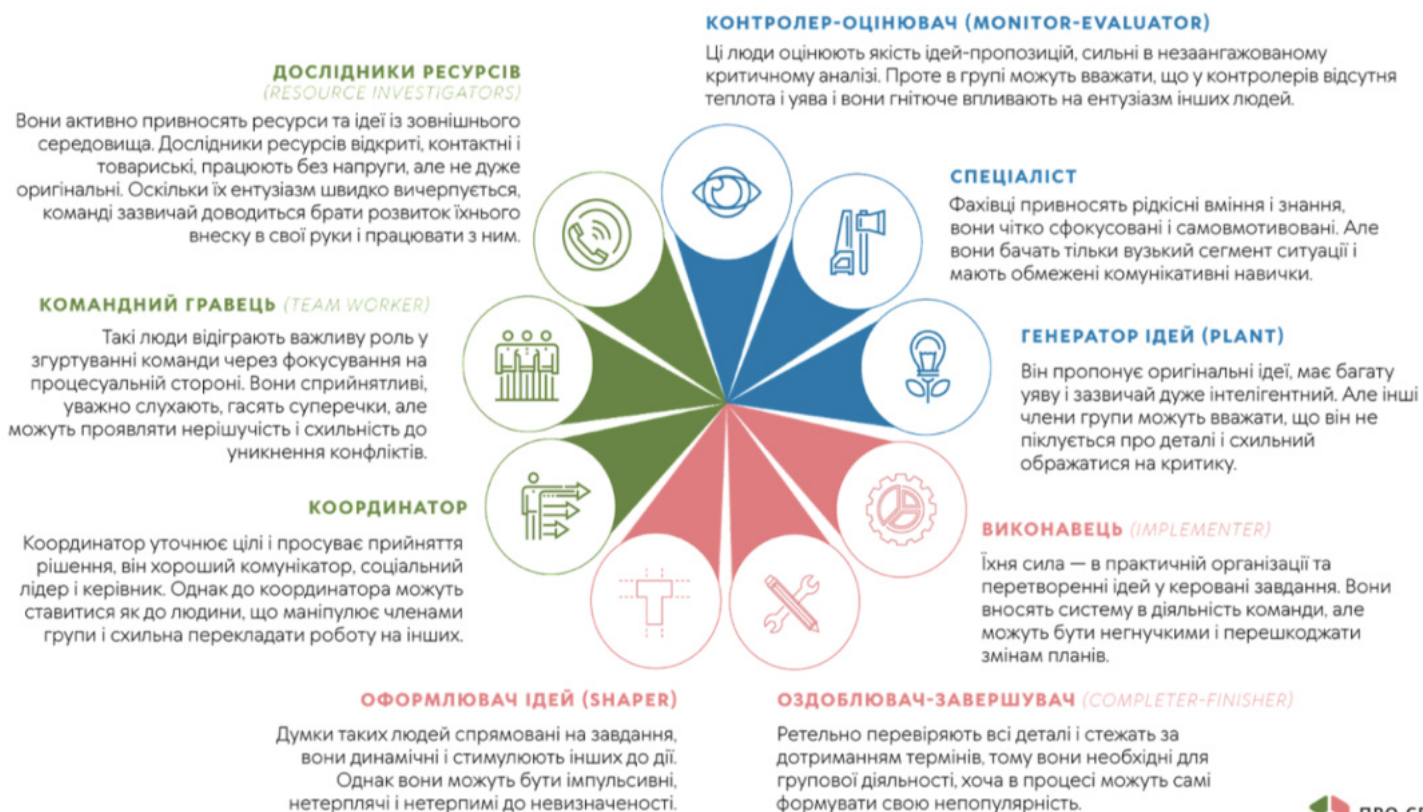 КОНТРОЛЕР-ОЦІНЮВАЧ (MONITOR-EVALUATOR)
Ці люди оцінюють якість ідей-пропозицій, сильні в незаангажованому
критичному аналізі. Проте в групі можуть вважати, що у контролерів відсутня
теплота і уява і вони гнітюче впливають на ентузіазм інших людей.
ДОСЛІДНИКИ РЕСУРСІВ
(RESOURCE INVESTIGATORS)
Вони активно привносять ресурси та ідеї із зовнішнього
середовища. Дослідники ресурсів відкриті, контактні і
товариські, працюють без напруги, але не дуже
оригінальні. Оскільки їх ентузіазм швидко вичерпується,
команді зазвичай доводиться брати розвиток їхнього
внеску в свої руки і працювати з ним.
СПЕЦІАЛІСТ
Фахівці привносять рідкісні вміння і знання,
вони чітко сфокусовані і самовмотивовані. Але
вони бачать тільки вузький сегмент ситуації і
мають обмежені комунікативні навички.
КОМАНДНИЙ ГРАВЕЦЬ (TEAM WORKER)
Такі люди відіграють важливу роль у
згуртуванні команди через фокусування на
процесуальній стороні. Вони сприйнятливі,
уважно слухають, гасять суперечки, але
можуть проявляти нерішучість і схильність до
уникнення конфліктів.
ГЕНЕРАТОР ІДЕЙ (PLANT)
Він пропонує оригінальні ідеї, має багату
уяву і зазвичай дуже інтелігентний. Але інші
члени групи можуть вважати, що він не
піклується про деталі і схильний
ображатися на критику.
КООРДИНАТОР
Координатор уточнює цілі і просуває прийняття
рішення, він хороший комунікатор, соціальний
лідер і керівник. Однак до координатора можуть
ставитися як до людини, що маніпулює членами
групи і схильна перекладати роботу на інших.
ВИКОНАВЕЦЬ (IMPLEMENTER)
Їхня сила — в практичній організації та
перетворенні ідей у керовані завдання. Вони
вносять систему в діяльність команди, але
можуть бути негнучкими і перешкоджати
змінам планів.
ОФОРМЛЮВАЧ ІДЕЙ (SHAPER)
Думки таких людей спрямовані на завдання,
вони динамічні і стимулюють інших до дії.
Однак вони можуть бути імпульсивні,
нетерплячі і нетерпимі до невизначеності.
ОЗДОБЛЮВАЧ-ЗАВЕРШУВАЧ (COMPLETER-FINISHER)
Ретельно перевіряють всі деталі і стежать за
дотриманням термінів, тому вони необхідні для
групової діяльності, хоча в процесі можуть самі
формувати свою непопулярність.